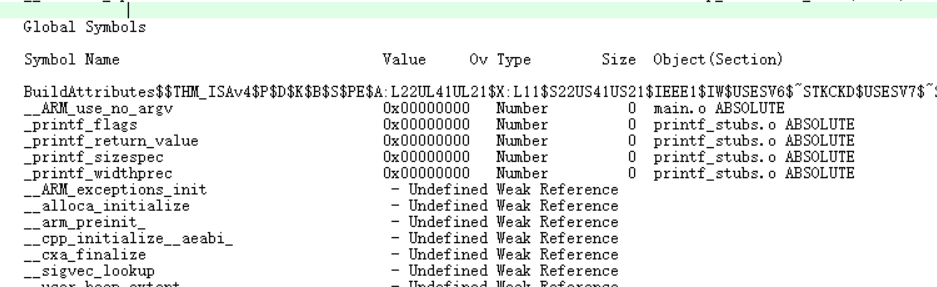 Global Symbols
Symbol Name Value Ov Type Size Object(Section)
BuildAttributes$$THM_ISAv4$P$D$K$B$S$PE$A:L22UL41UL21$X:L11$S22US41US21$IEEE1$IW$USESV6$~STKCKD$USESV7$~
__ARM_use_no_argv 0x00000000 Number 0 main.o ABSOLUTE
_printf_flags 0x00000000 Number 0 printf_stubs.o ABSOLUTE
_printf_return_value 0x00000000 Number 0 printf_stubs.o ABSOLUTE
_printf_sizespec 0x00000000 Number 0 printf_stubs.o ABSOLUTE
_printf_widthprec 0x00000000 Number 0 printf_stubs.o ABSOLUTE
__ARM_exceptions_init - Undefined Weak Reference
__alloca_initialize - Undefined Weak Reference
__arm_preinit_ - Undefined Weak Reference
__cpp_initialize__aeabi_ - Undefined Weak Reference
__cxa_finalize - Undefined Weak Reference
__sigvec_lookup - Undefined Weak Reference
__user_heap_extent - Undefined Weak Reference